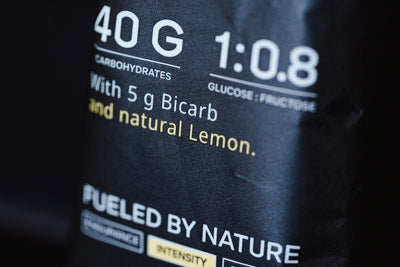 40 G
CARBOHYDRATES
1:0.8
GLUCOSE : FRUCTOSE
With 5 g Bicarb
and natural Lemon.
FUELED BY NATURE
ENDURANCE
INTENSITY